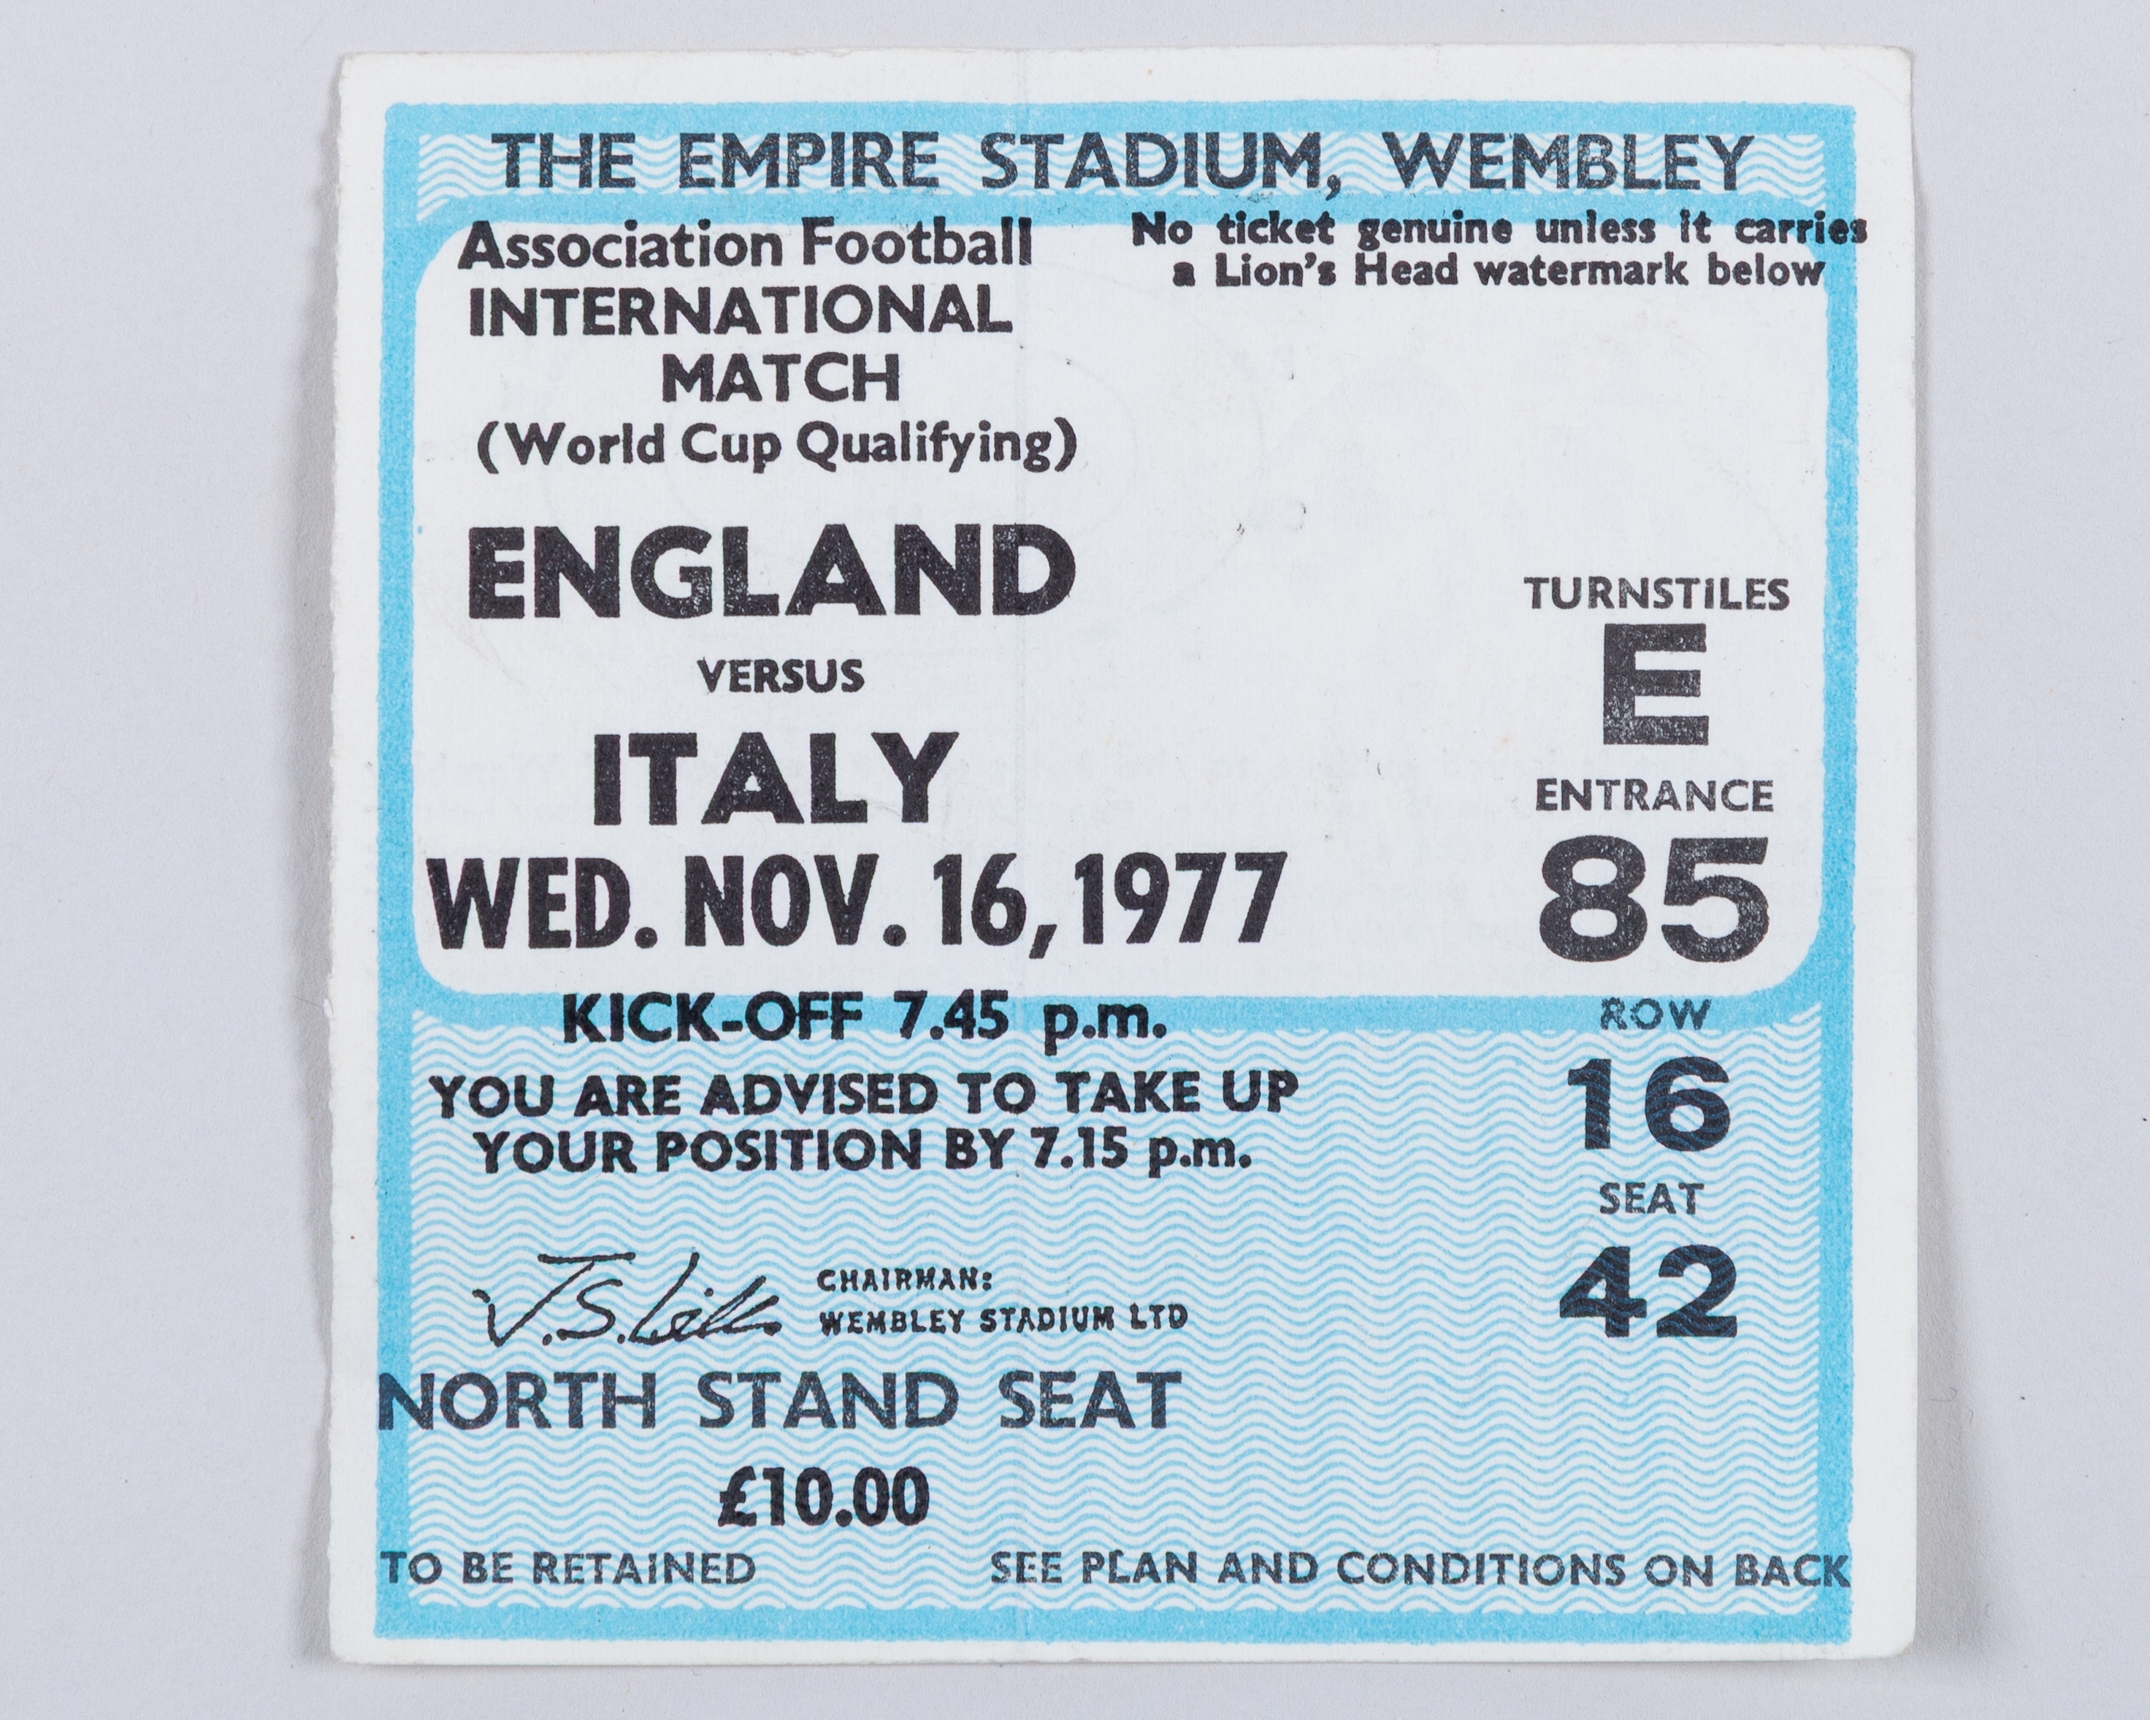 THE EMPIRE STADIUM, WEMBLEY
Association Football
INTERNATIONAL
MATCH
(World Cup Qualifying)
No ticket genuine unless it carries
a Lion's Head watermark below
ENGLAND
VERSUS
ITALY
WED. NOV. 16, 1977
KICK-OFF 7.45 p.m.
YOU ARE ADVISED TO TAKE UP
YOUR POSITION BY 7.15 p.m.
TURNSTILES
E
ENTRANCE
85
ROW
16
SEAT
42
CHAIRMAN:
WEMBLEY STADIUM LTD
NORTH STAND SEAT
£10.00
TO BE RETAINED
SEE PLAN AND CONDITIONS ON BACK